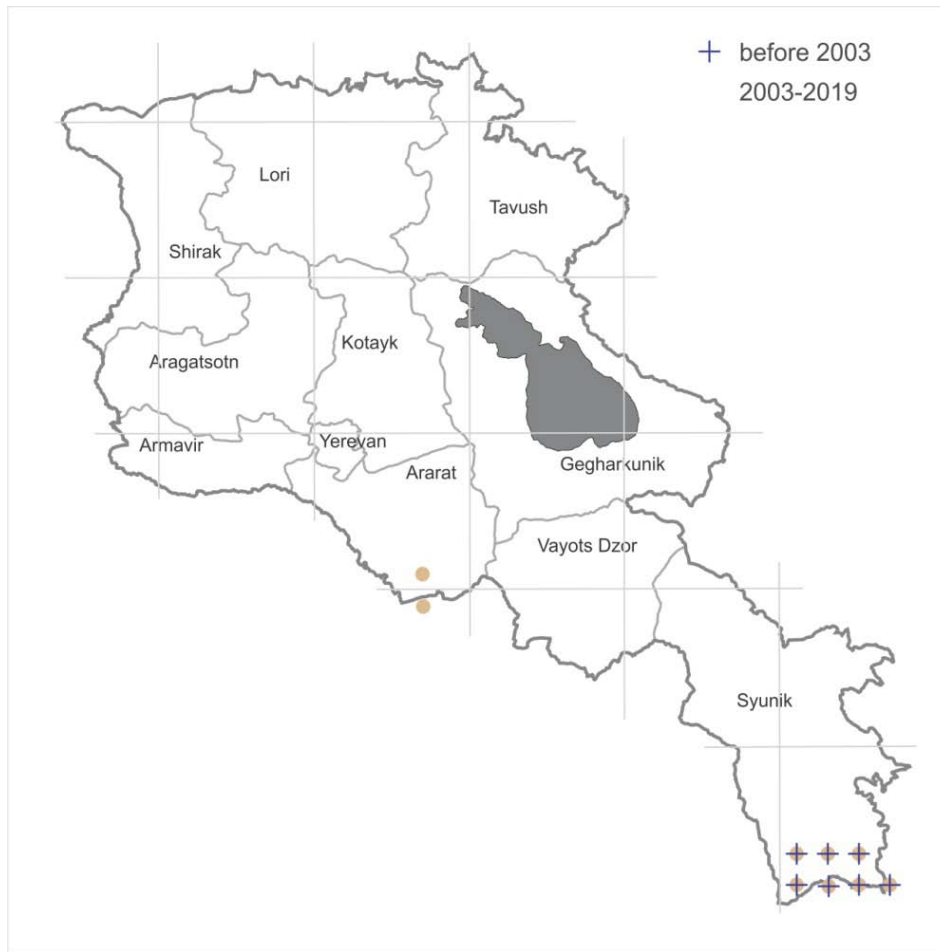 before 2003
2003-2019
Lori
Tavush
Shirak
Kotayk
Aragatsotn
Yerevan
Armavir
Ararat
Gegharkunik
Vayots Dzor
Syunik